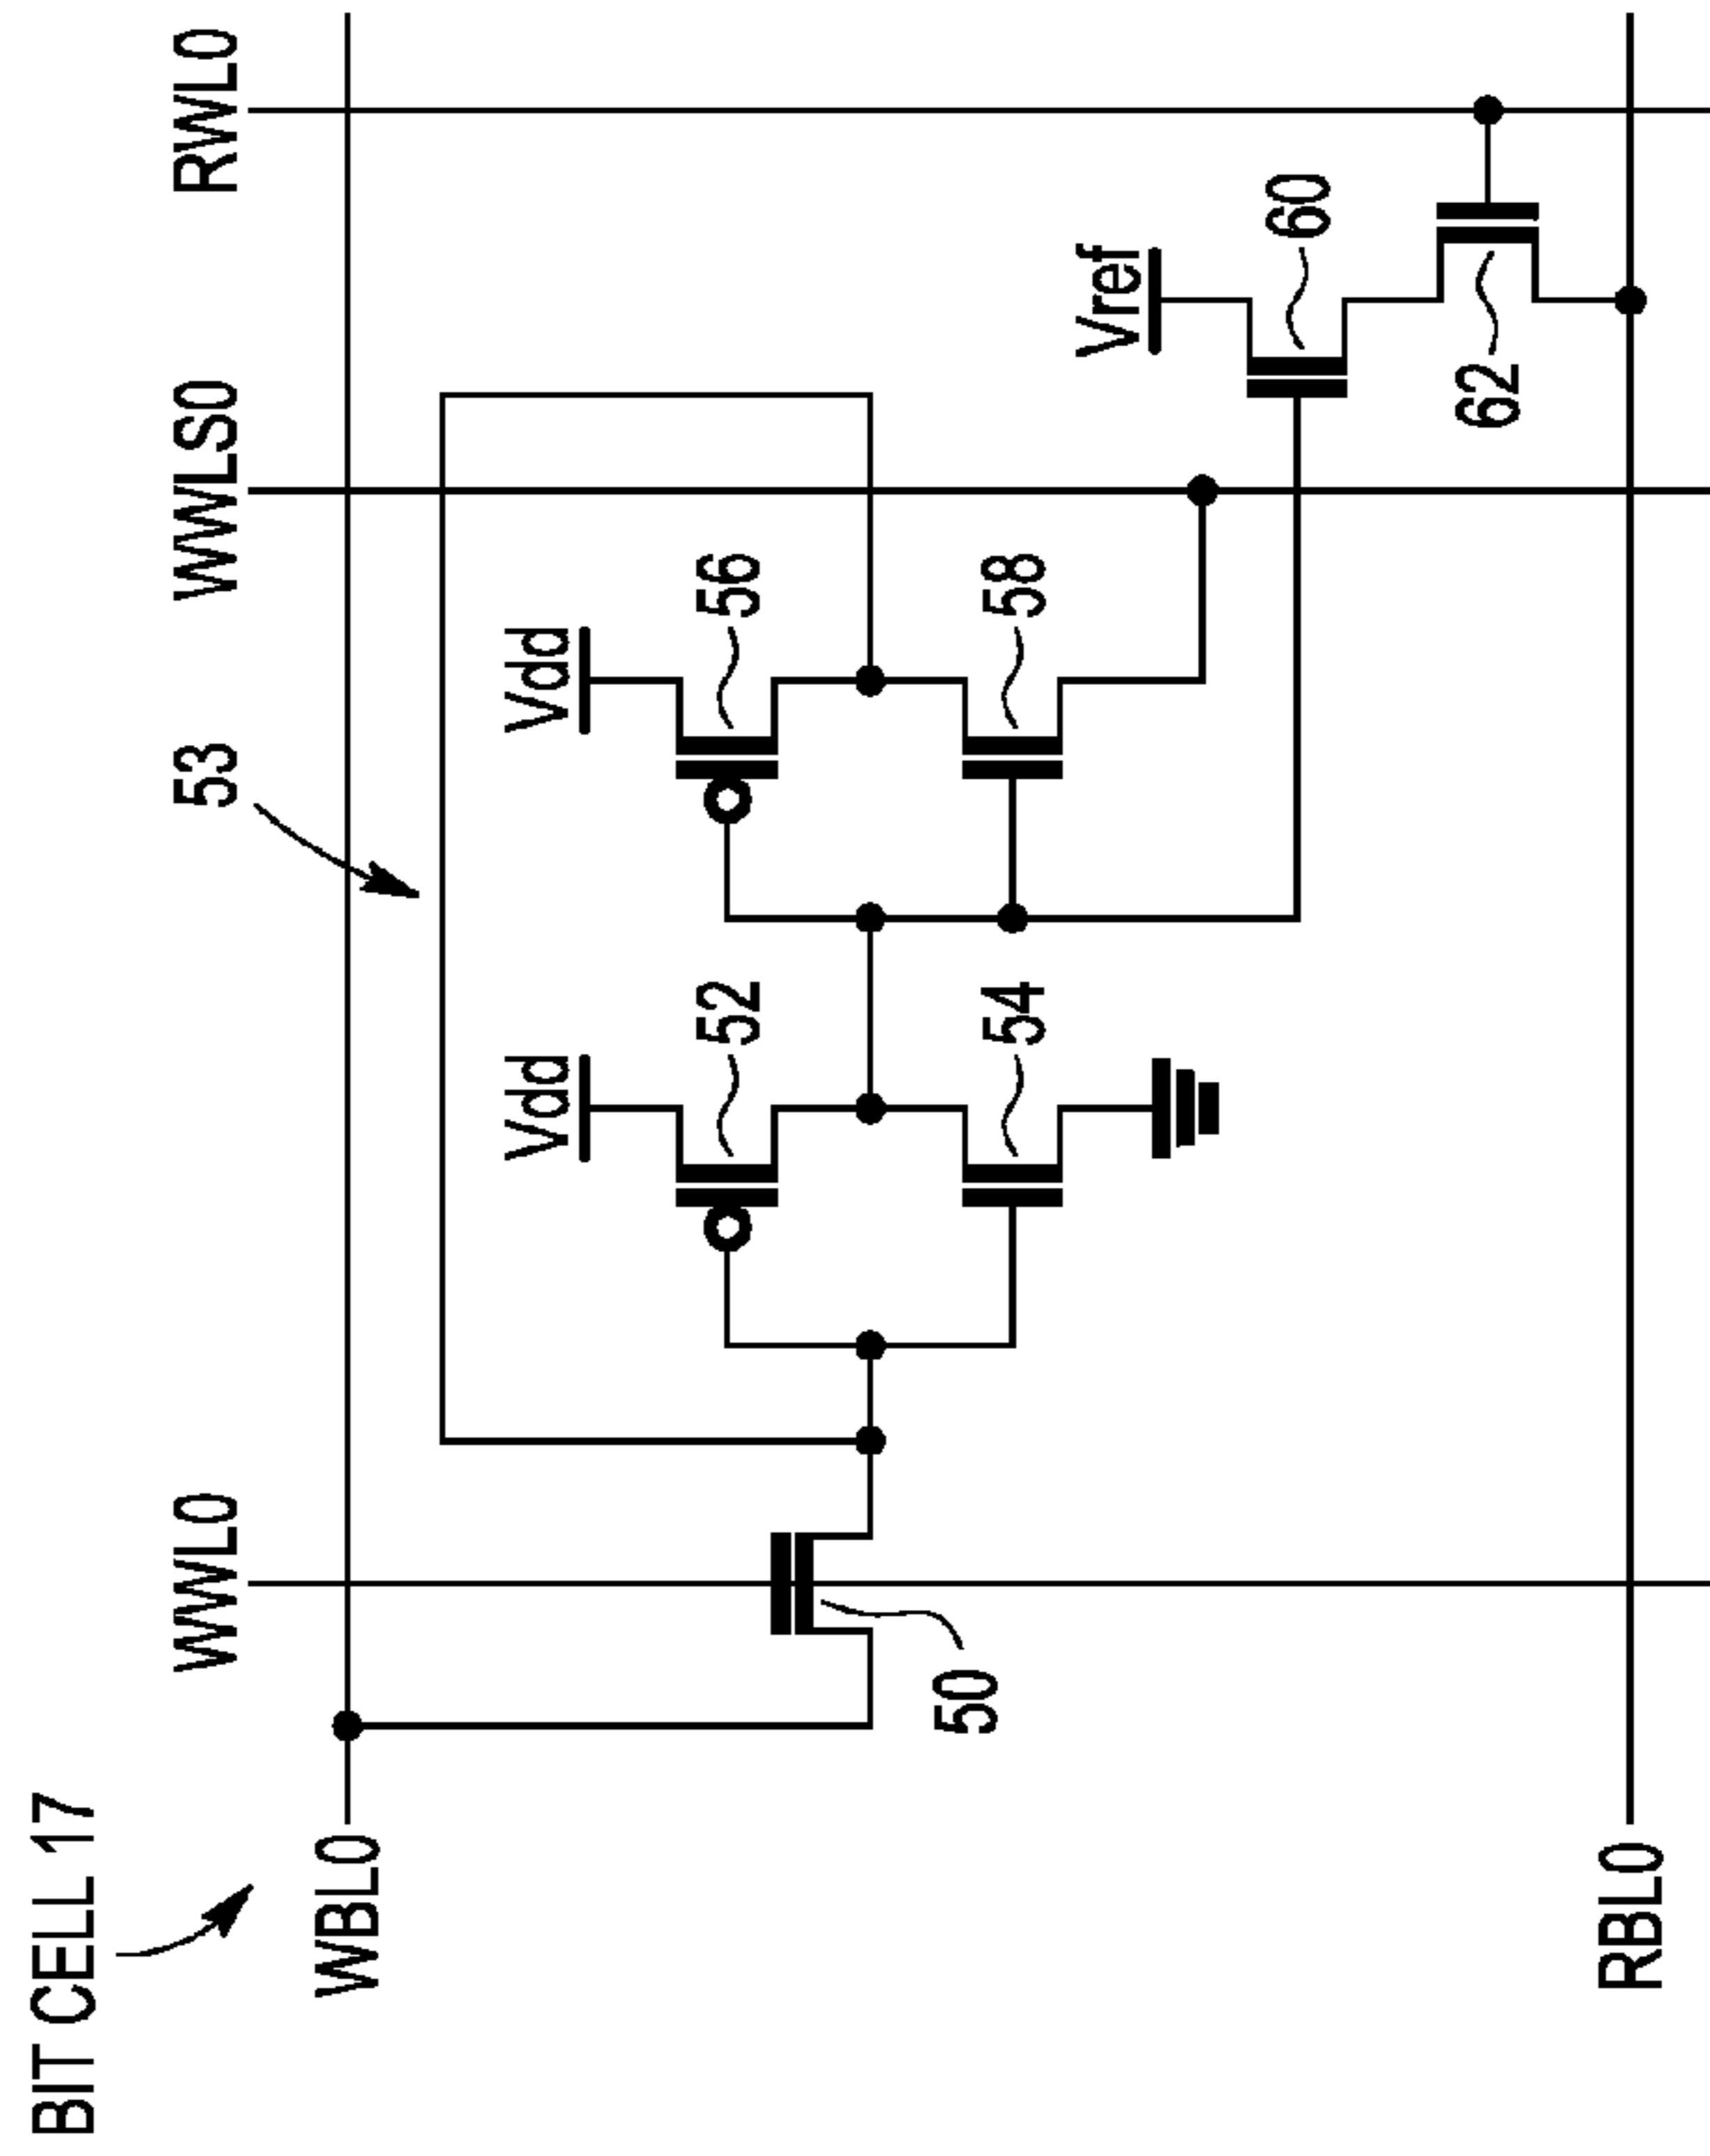 BIT CELL 17
WWL0
53
WWLS0
RWL0
WBL0
Vdd
Vdd
52
56
50
54
58
Vref
60
62
RBL0